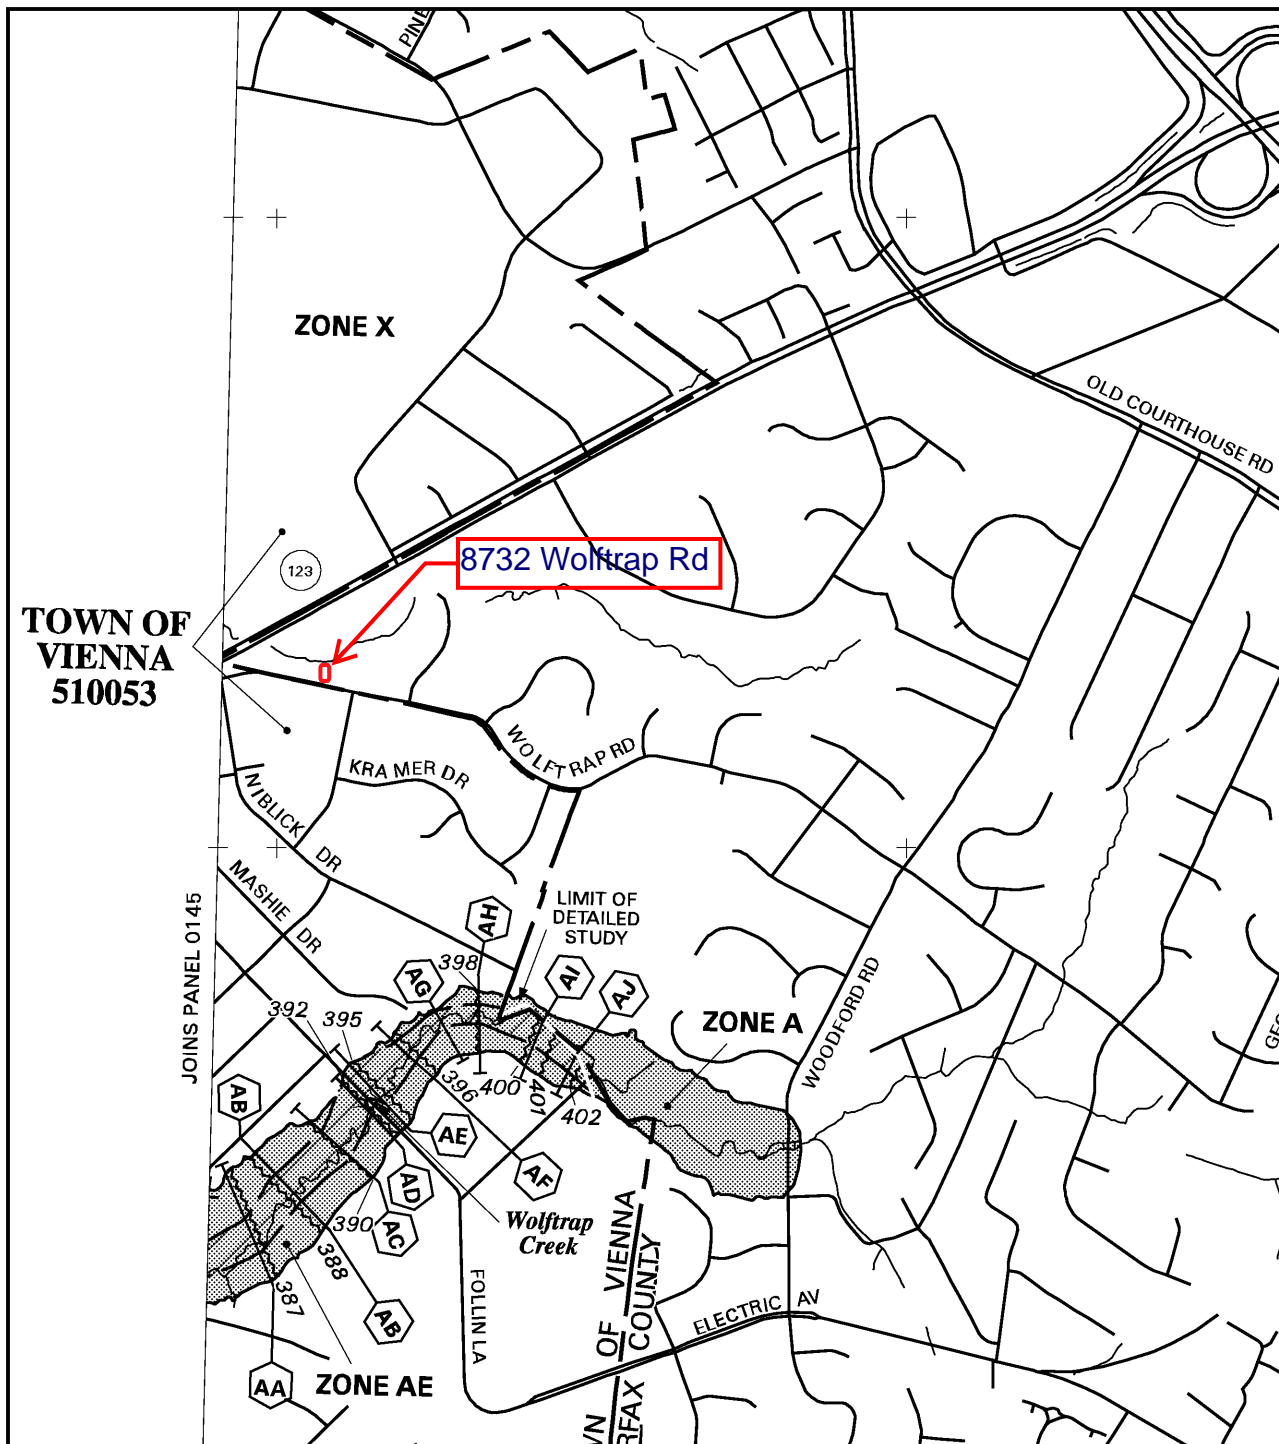 PINE
ZONE X
OLD COURTHOUSE RD
123
8732 Wolftrap Rd
TOWN OF
VIENNA
510053
WOLFTRAP RD
KRAMER DR
NIBLICK DR
MASHIE DR
LIMIT OF
DETAILED
STUDY
JOINS PANEL 0145
AH
398
AG
AI
AJ
392
395
ZONE A
WOODFORD RD
GEO
AB
396
400
401
402
AE
AF
AD
AC
390
Wolftrap
Creek
388
387
AB
AA
ZONE AE
FOLLIN LA
ELECTRIC AV
OF VIENNA
COUNTY